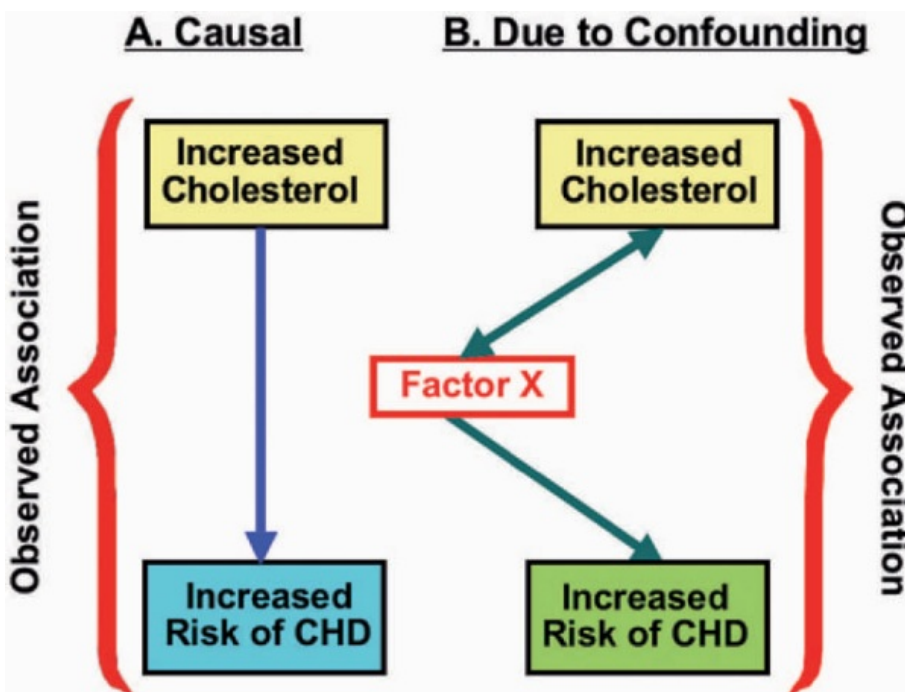 A. Causal
B. Due to Confounding
Observed Association
Increased
Cholesterol
Increased
Risk of CHD
Increased
Cholesterol
Factor X
Increased
Risk of CHD
Observed Association